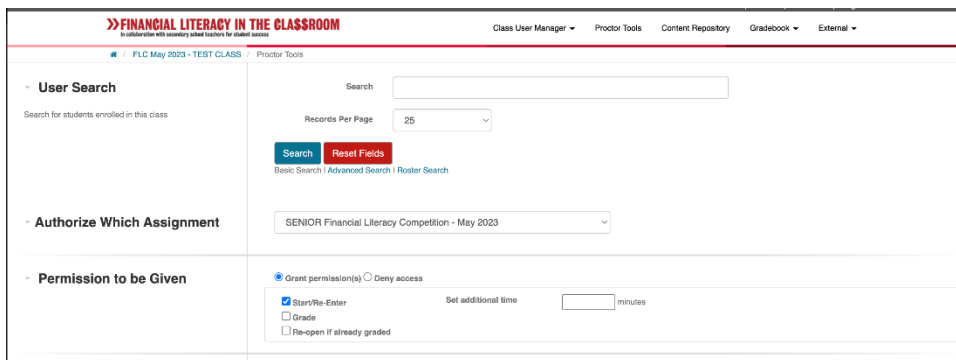 >>FINANCIAL LITERACY IN THE CLA$$ROOM
In collaboration with secondary school teachers for student success
Class User Manager Proctor Tools Content Repository Gradebook External
/ FLC May 2023 - TEST CLASS / Proctor Tools
User Search
Search for students enrolled in this class
Search
Records Per Page 25
Search Reset Fields
Basic Search | Advanced Search | Roster Search
Authorize Which Assignment
SENIOR Financial Literacy Competition - May 2023
Permission to be Given
Grant permission(s) Deny access
Start/Re-Enter Set additional time minutes
Grade
Re-open if already graded